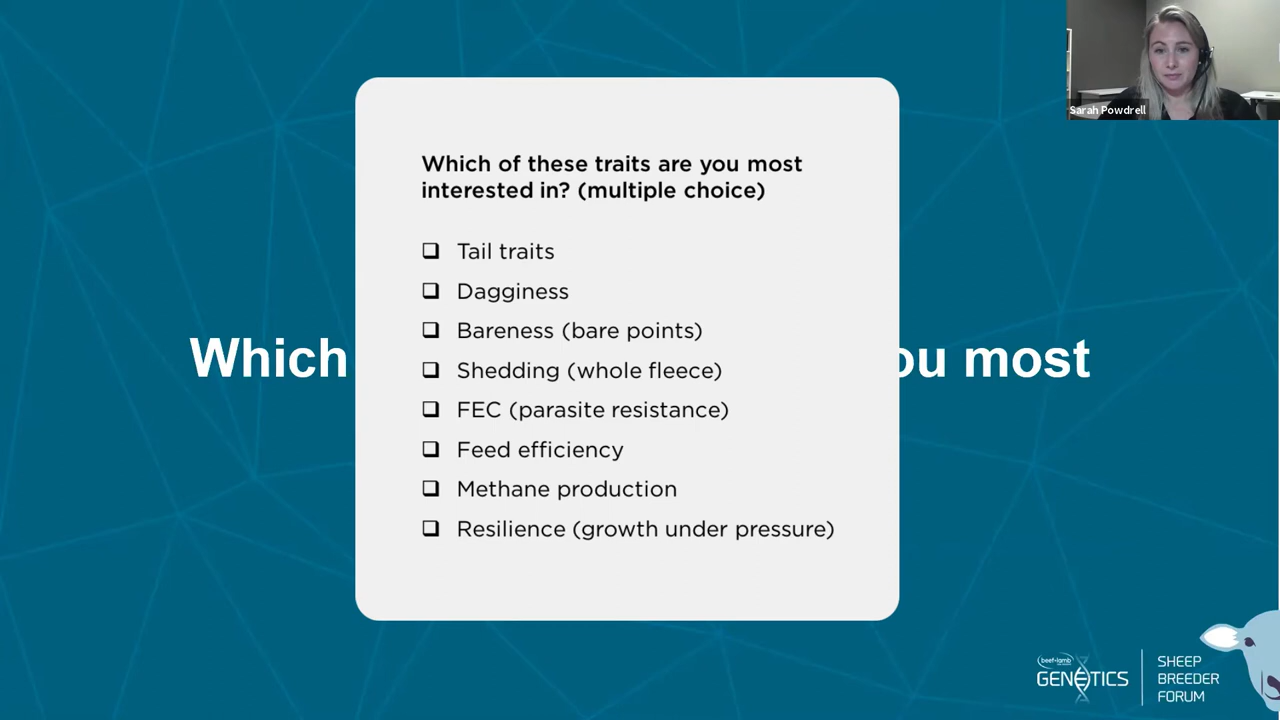 Sarah Powdrell
Which of these traits are you most
interested in? (multiple choice)
❑ Tail traits
❑ Dagginess
❑ Bareness (bare points)
❑ Shedding (whole fleece)
❑ FEC (parasite resistance)
❑ Feed efficiency
❑ Methane production
❑ Resilience (growth under pressure)
Which ou most
beef+lamb
GENETICS
SHEEP
BREEDER
FORUM